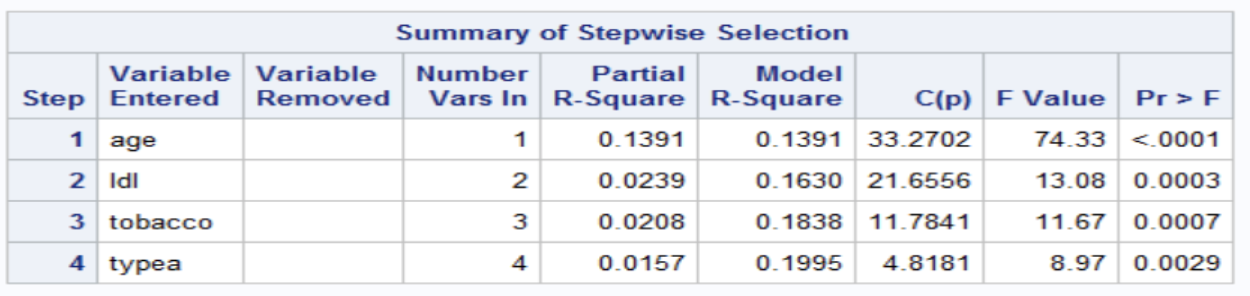 Summary of Stepwise Selection
Step Variable Entered Variable Removed Number Vars In Partial R-Square Model R-Square C(p) F Value Pr > F
1 age 1 0.1391 0.1391 33.2702 74.33 <.0001
2 ldl 2 0.0239 0.1630 21.6556 13.08 0.0003
3 tobacco 3 0.0208 0.1838 11.7841 11.67 0.0007
4 typea 4 0.0157 0.1995 4.8181 8.97 0.0029